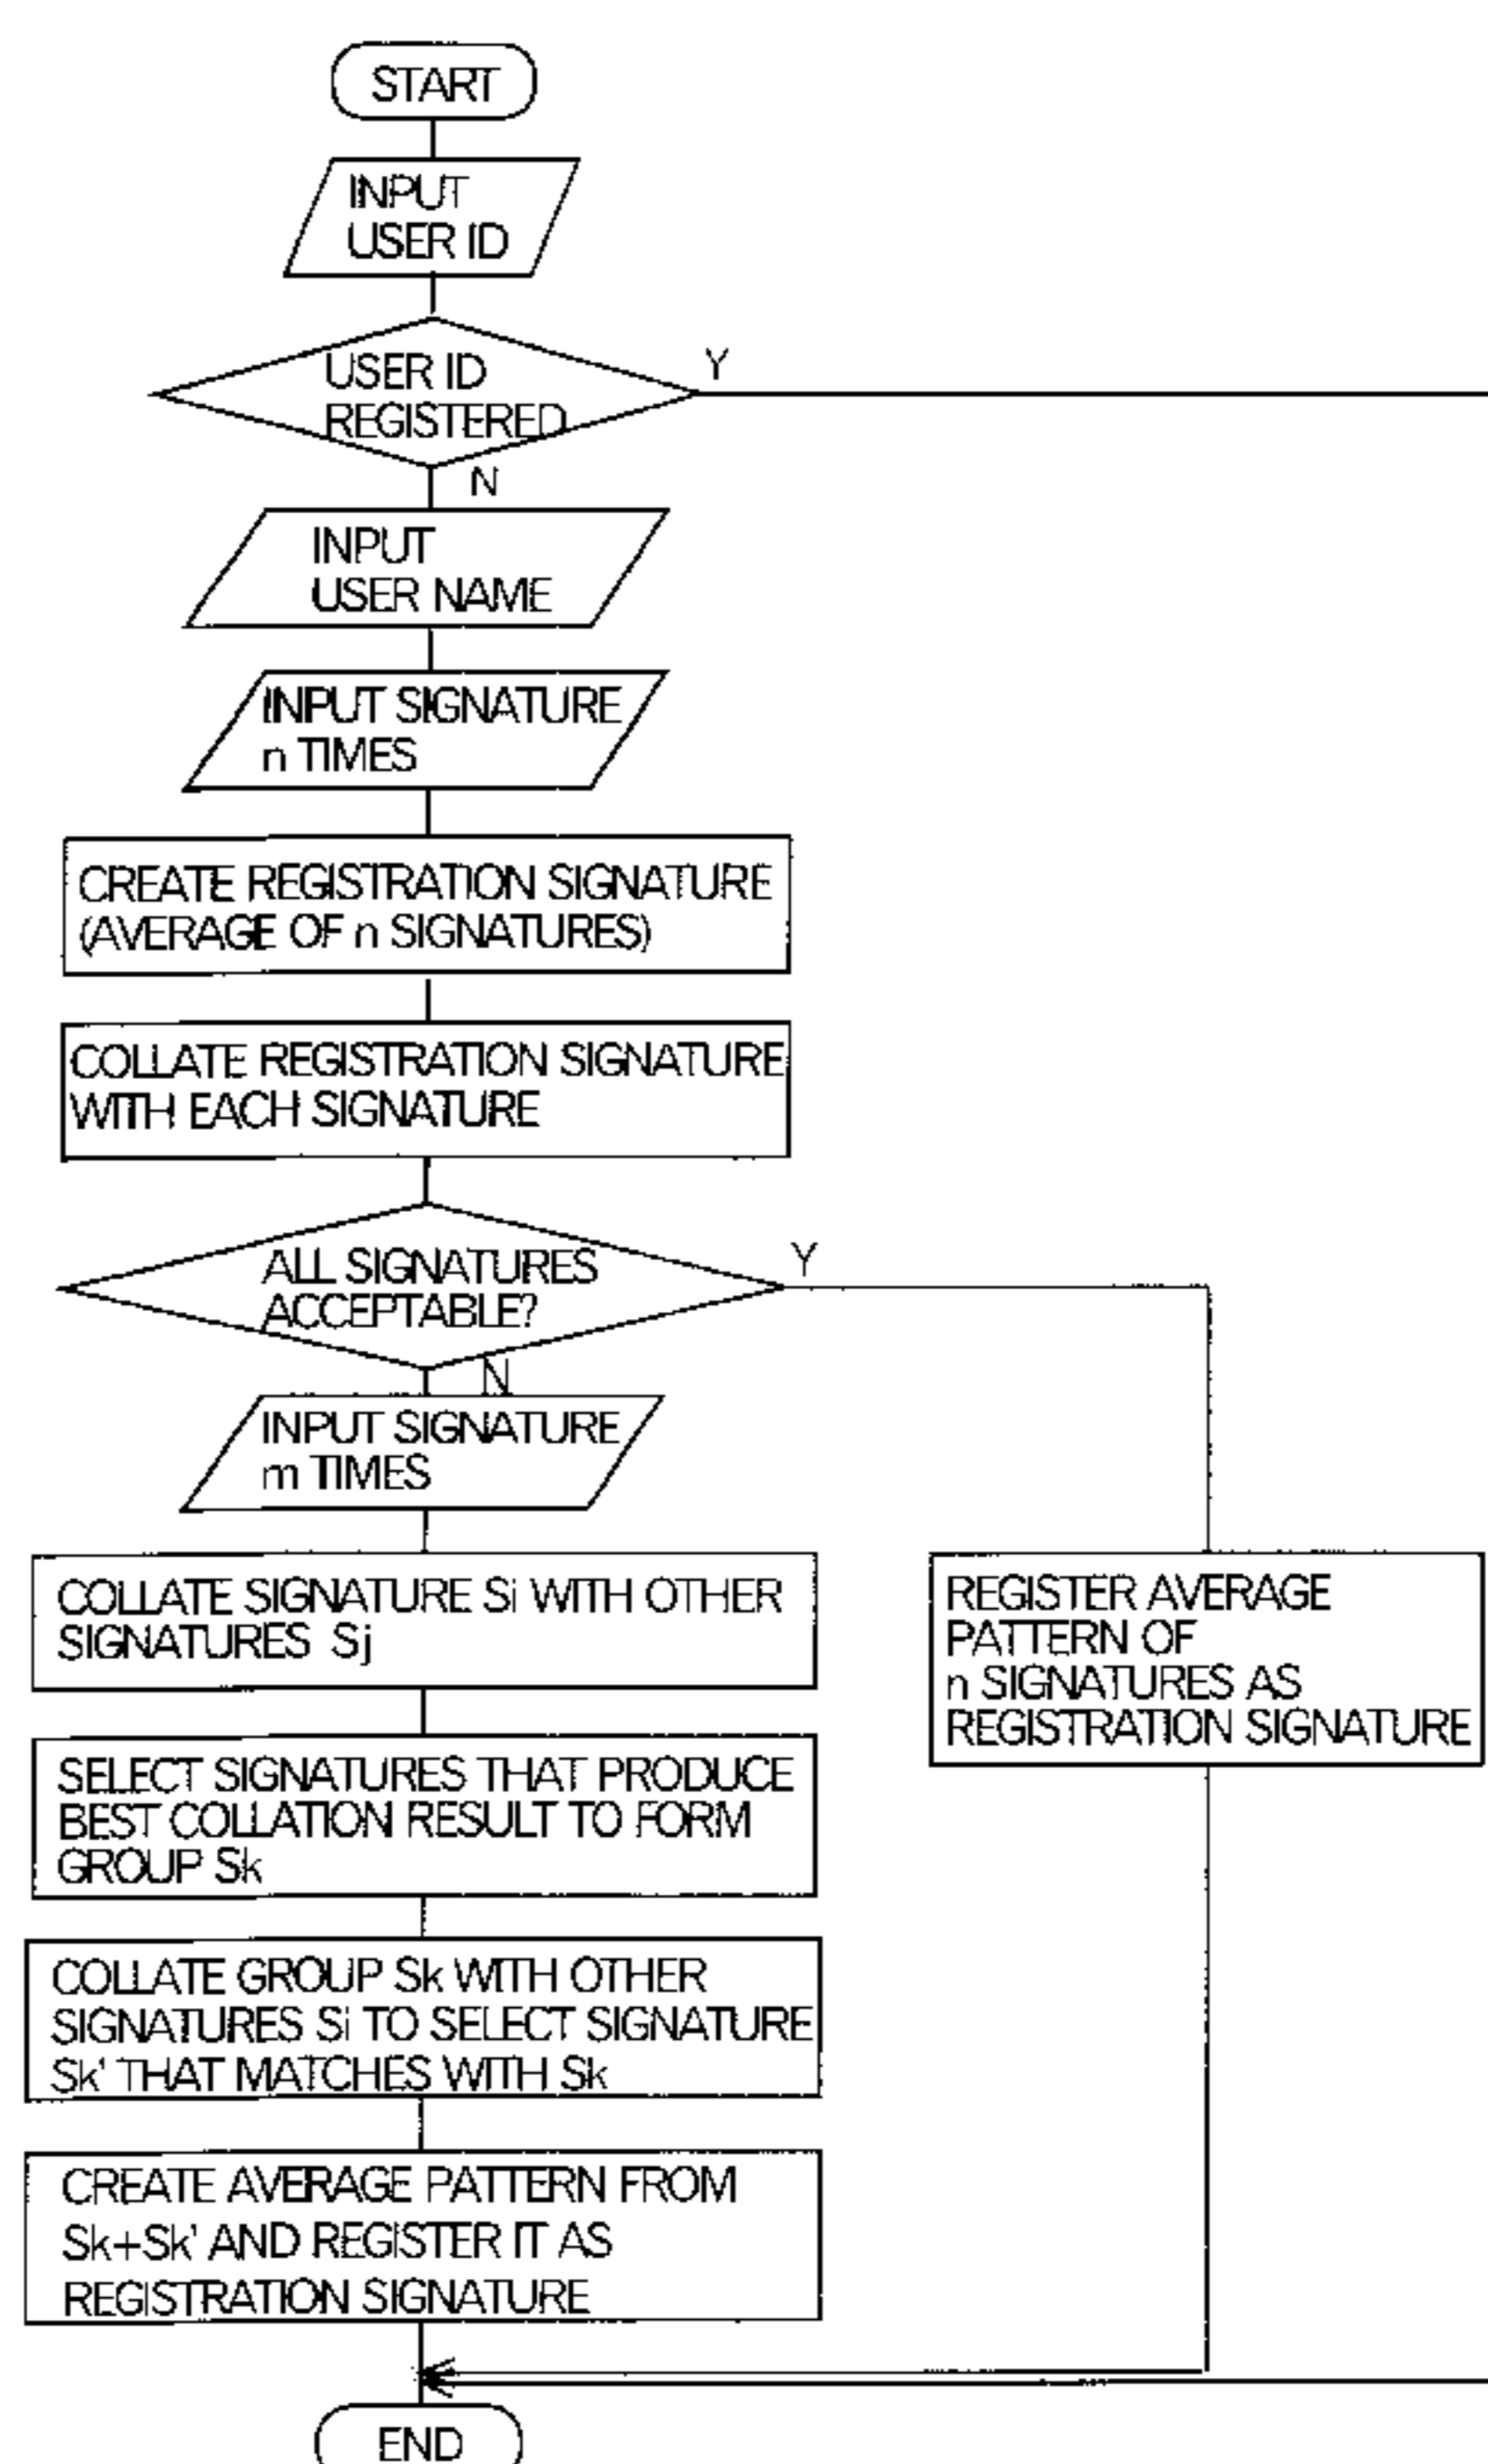 START
INPUT
USER ID
USER ID
REGISTERED
Y
N
INPUT
USER NAME
INPUT SIGNATURE
n TIMES
CREATE REGISTRATION SIGNATURE
(AVERAGE OF n SIGNATURES)
COLLATE REGISTRATION SIGNATURE
WITH EACH SIGNATURE
ALL SIGNATURES
ACCEPTABLE?
Y
N
INPUT SIGNATURE
m TIMES
COLLATE SIGNATURE Si WITH OTHER
SIGNATURES Sj
REGISTER AVERAGE
PATTERN OF
n SIGNATURES AS
REGISTRATION SIGNATURE
SELECT SIGNATURES THAT PRODUCE
BEST COLLATION RESULT TO FORM
GROUP Sk
COLLATE GROUP Sk WITH OTHER
SIGNATURES Si TO SELECT SIGNATURE
Sk' THAT MATCHES WITH Sk
CREATE AVERAGE PATTERN FROM
Sk+Sk' AND REGISTER IT AS
REGISTRATION SIGNATURE
END